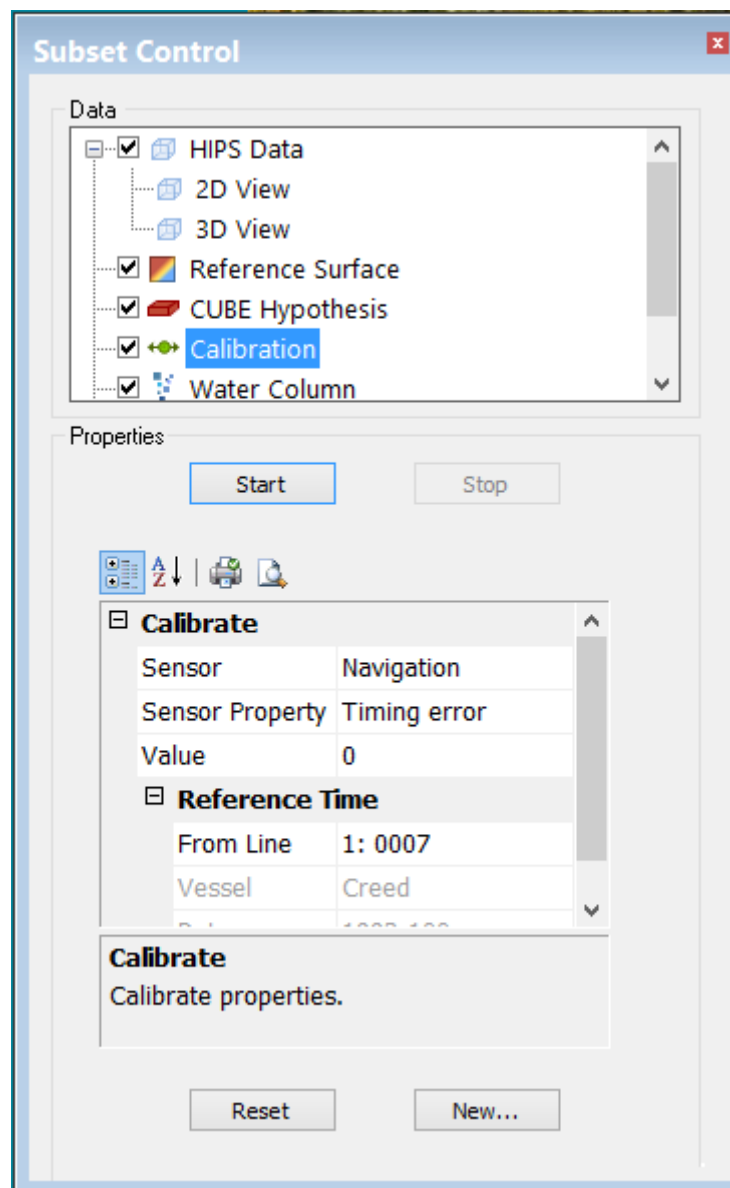 Subset Control
Data
HIPS Data
2D View
3D View
Reference Surface
CUBE Hypothesis
Calibration
Water Column
Properties
Start Stop
Calibrate
Sensor Navigation
Sensor Property Timing error
Value 0
Reference Time
From Line 1: 0007
Vessel Creed
Calibrate
Calibrate properties.
Reset New...